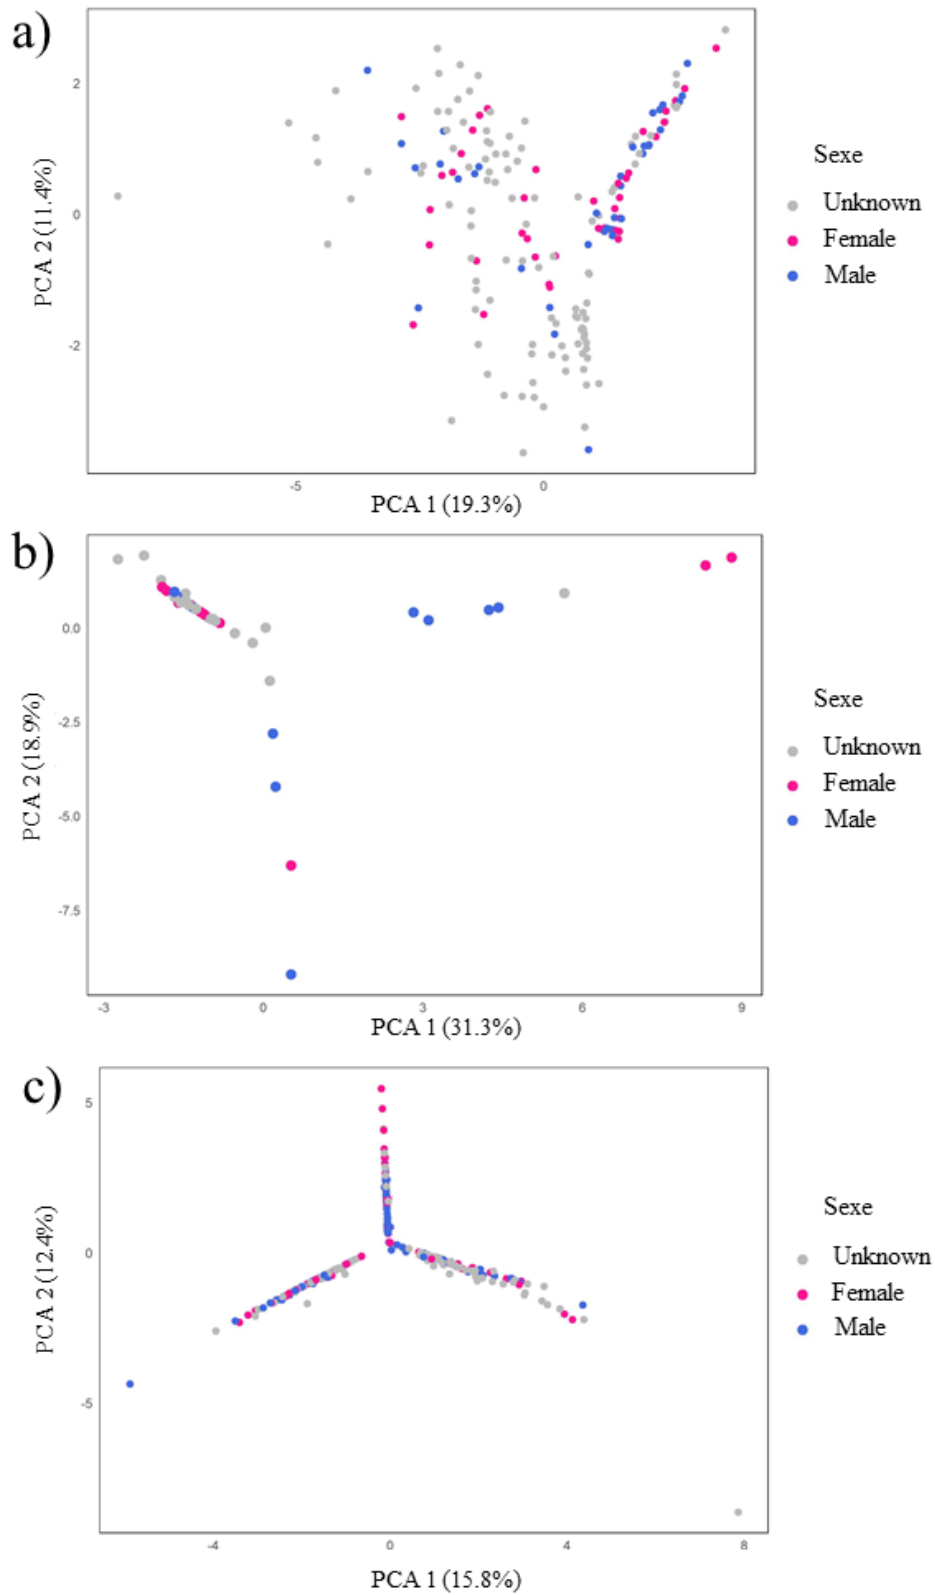 a)
2
0
-2
PCA 2 (11.4%)
-5
0
PCA 1 (19.3%)
Sexe
Unknown
Female
Male
b)
0.0
-2.5
-5.0
-7.5
PCA 2 (18.9%)
-3
0
3
6
9
PCA 1 (31.3%)
Sexe
Unknown
Female
Male
c)
5
0
-5
PCA 2 (12.4%)
-4
0
4
8
PCA 1 (15.8%)
Sexe
Unknown
Female
Male